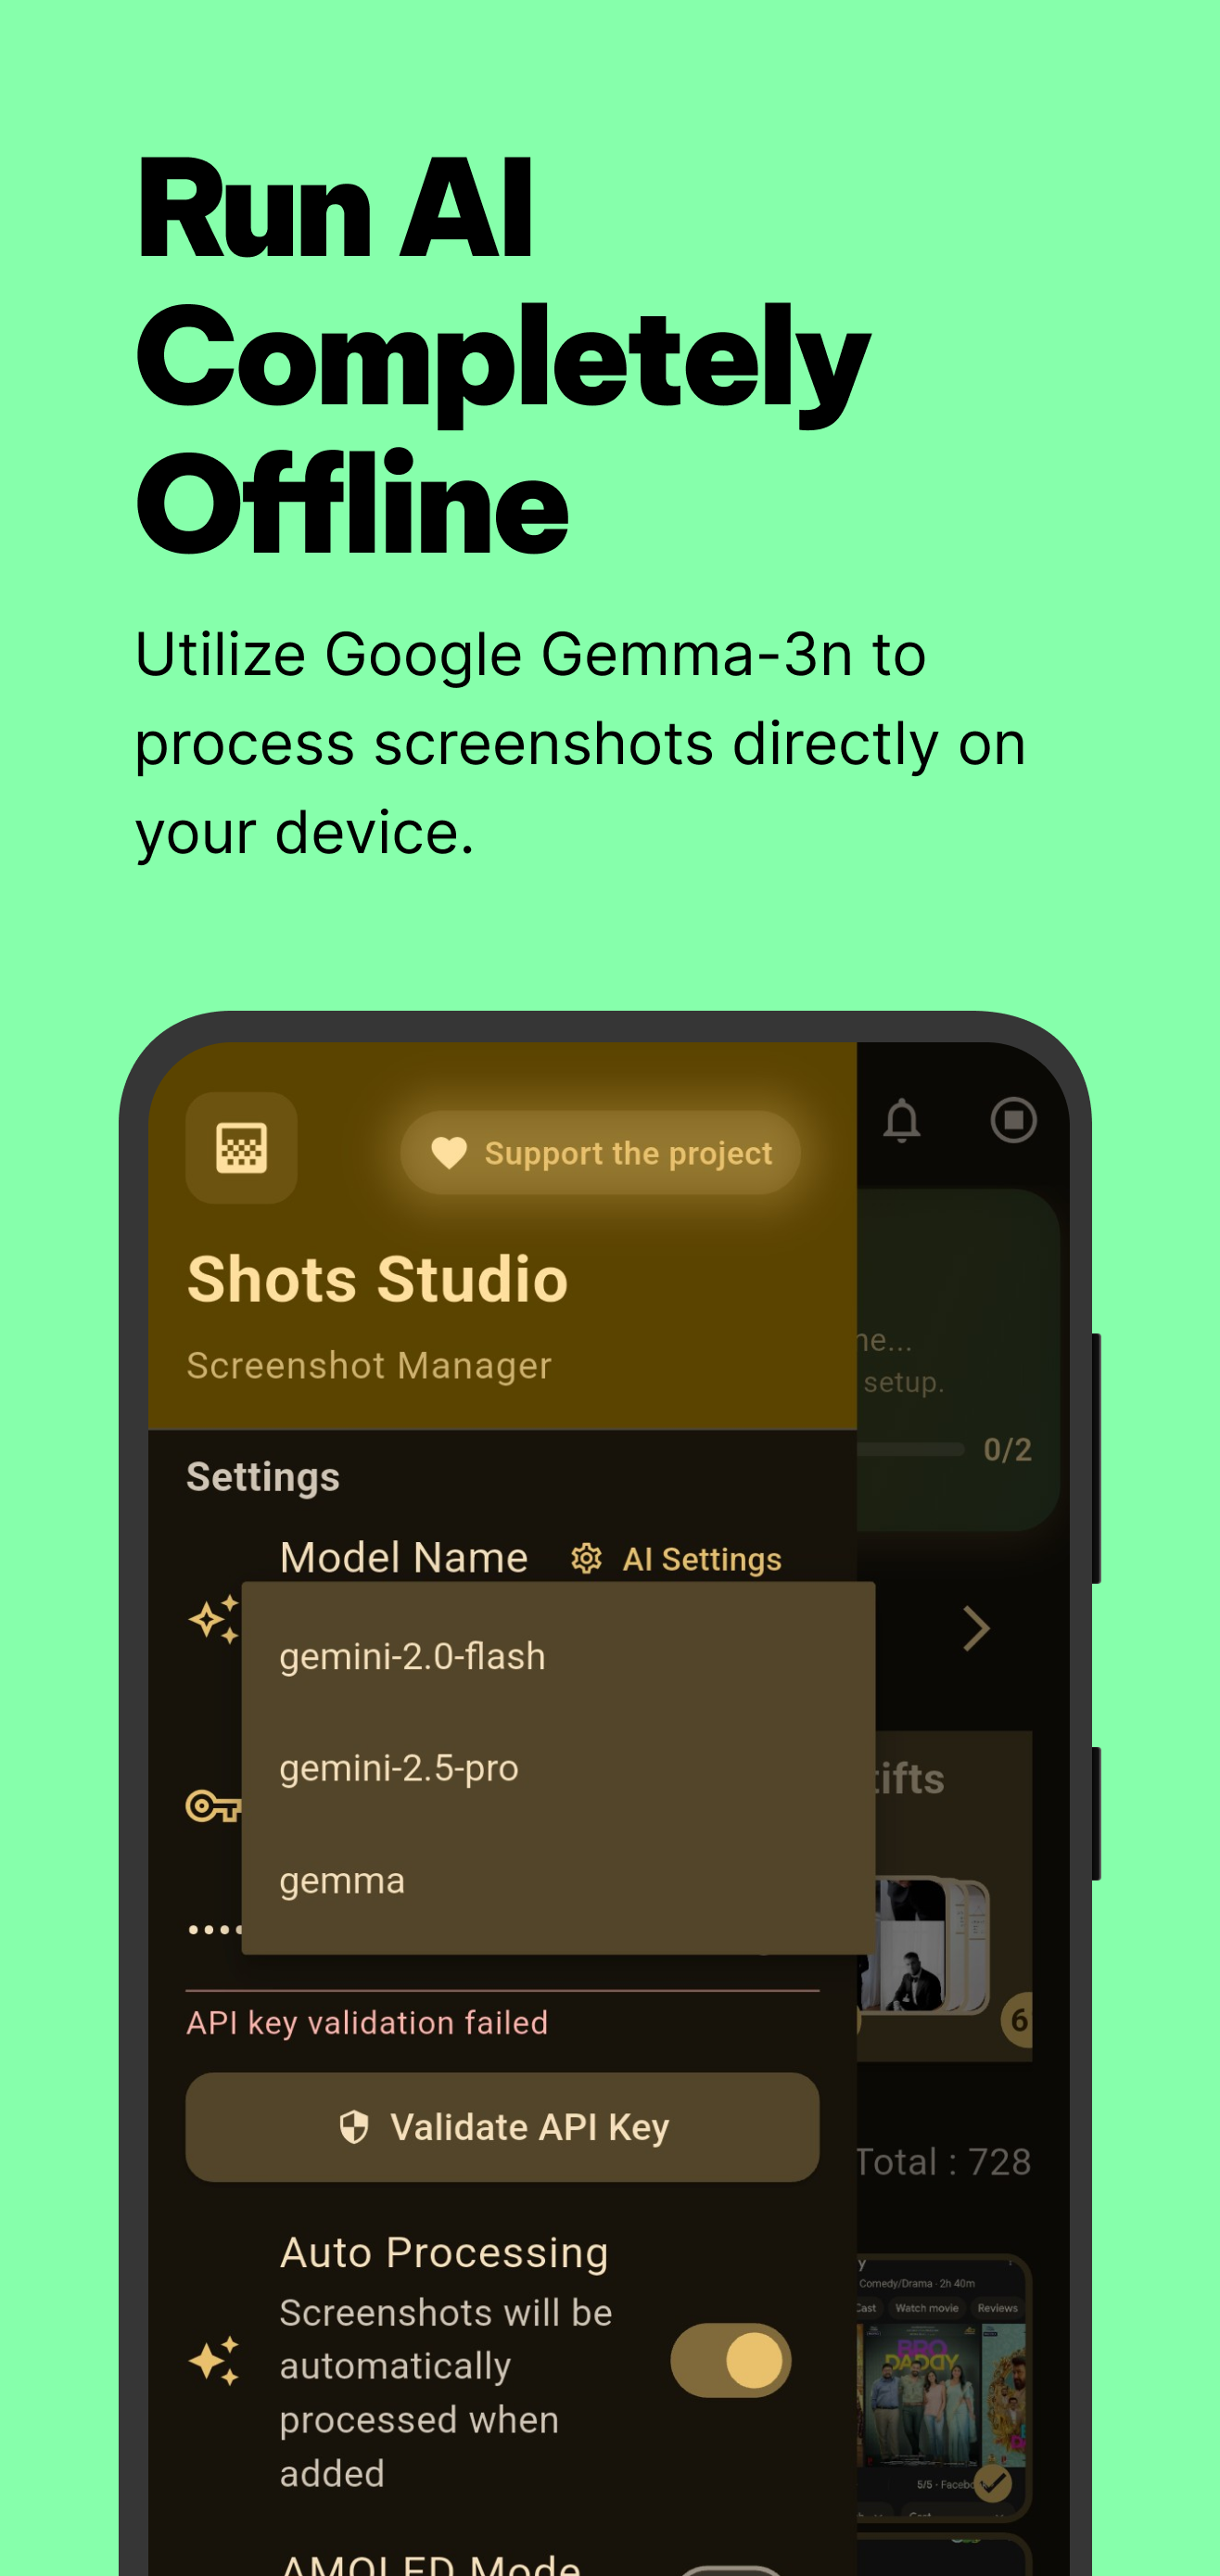 Run AI
Completely
Offline
Utilize Google Gemma-3n to
process screenshots directly on
your device.
Support the project
Shots Studio
Screenshot Manager
ne...
setup.
0/2
Settings
Model Name
AI Settings
gemini-2.0-flash
gemini-2.5-pro
gemma
tifts
6
API key validation failed
Validate API Key
Total : 728
Auto Processing
Screenshots will be
automatically
processed when
added
y
Comedy/Drama · 2h 40m
Cast
Watch movie
Reviews
BRO
DADDY
5/5 · Faceb
Cast
AMOLED Mode